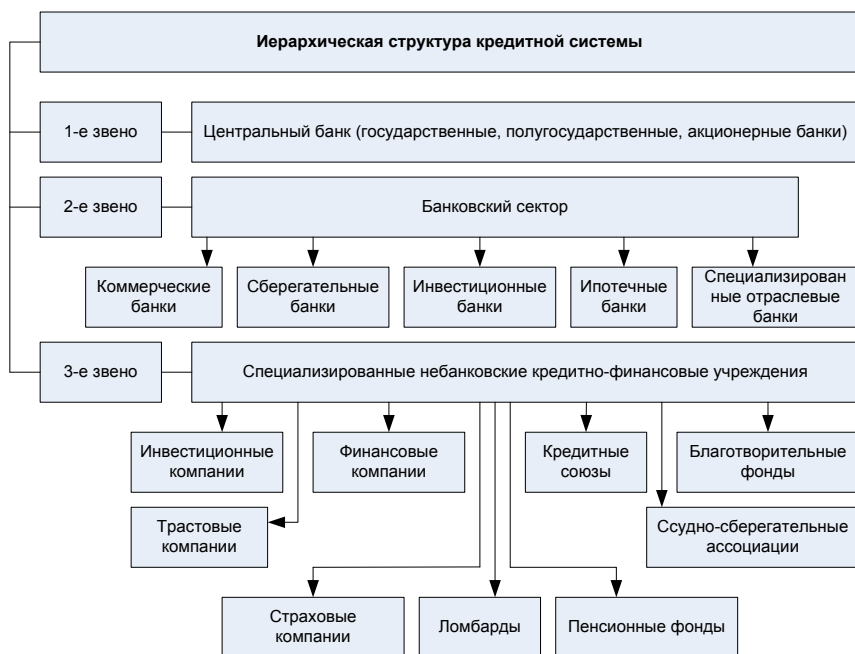 Иерархическая структура кредитной системы
1-е звено
Центральный банк (государственные, полугосударственные, акционерные банки)
2-е звено
Банковский сектор
Коммерческие
банки
Сберегательные
банки
Инвестиционные
банки
Ипотечные
банки
Специализирован
ные отраслевые
банки
3-е звено
Специализированные небанковские кредитно-финансовые учреждения
Инвестиционные
компании
Финансовые
компании
Кредитные
союзы
Благотворительные
фонды
Трастовые
компании
Ссудно-сберегательные
ассоциации
Страховые
компании
Ломбарды
Пенсионные фонды